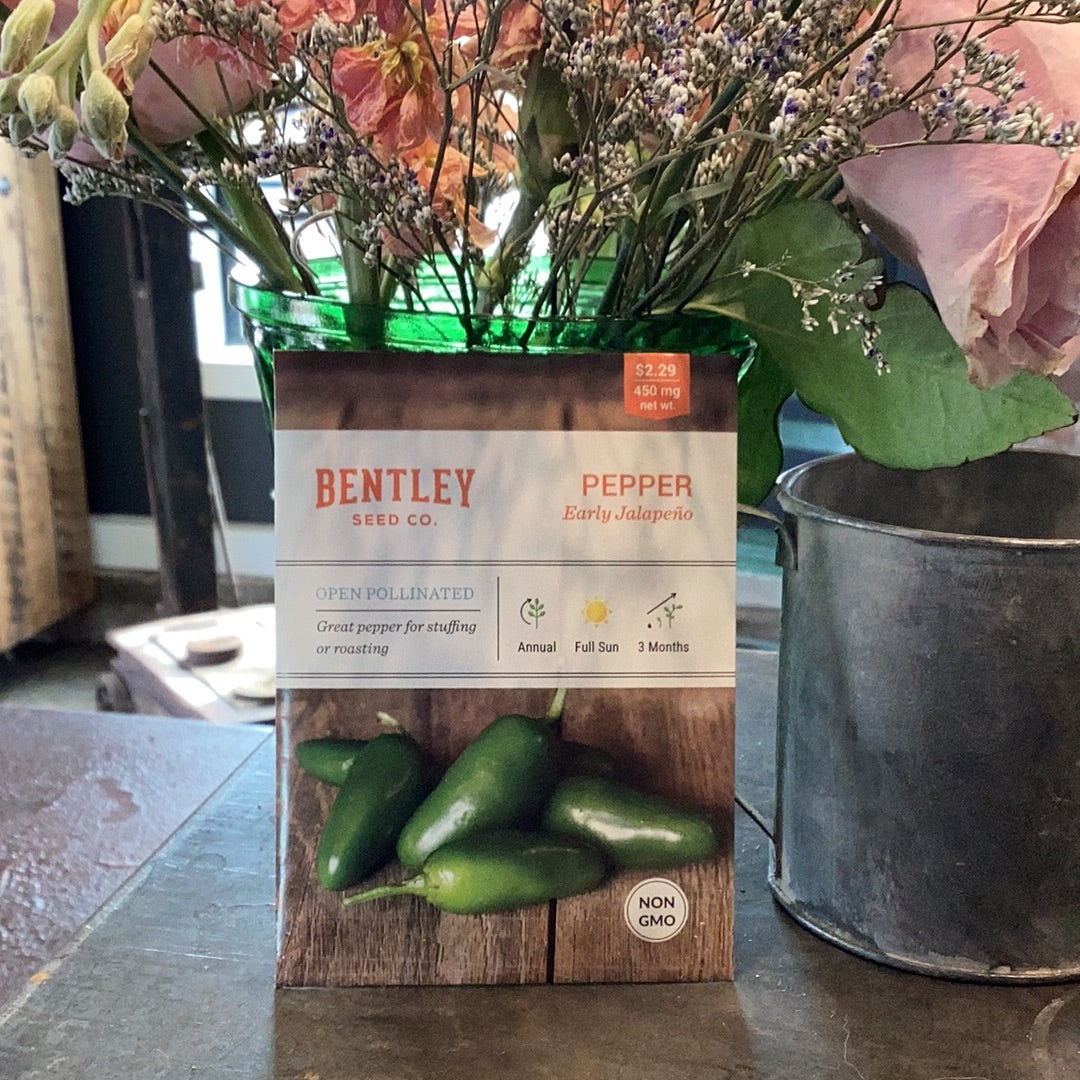 $2.29
450 mg
net wt.
BENTLEY
SEED CO.
PEPPER
Early Jalapeño
OPEN POLLINATED
Great pepper for stuffing
or roasting
Annual
Full Sun
3 Months
NON
GMO